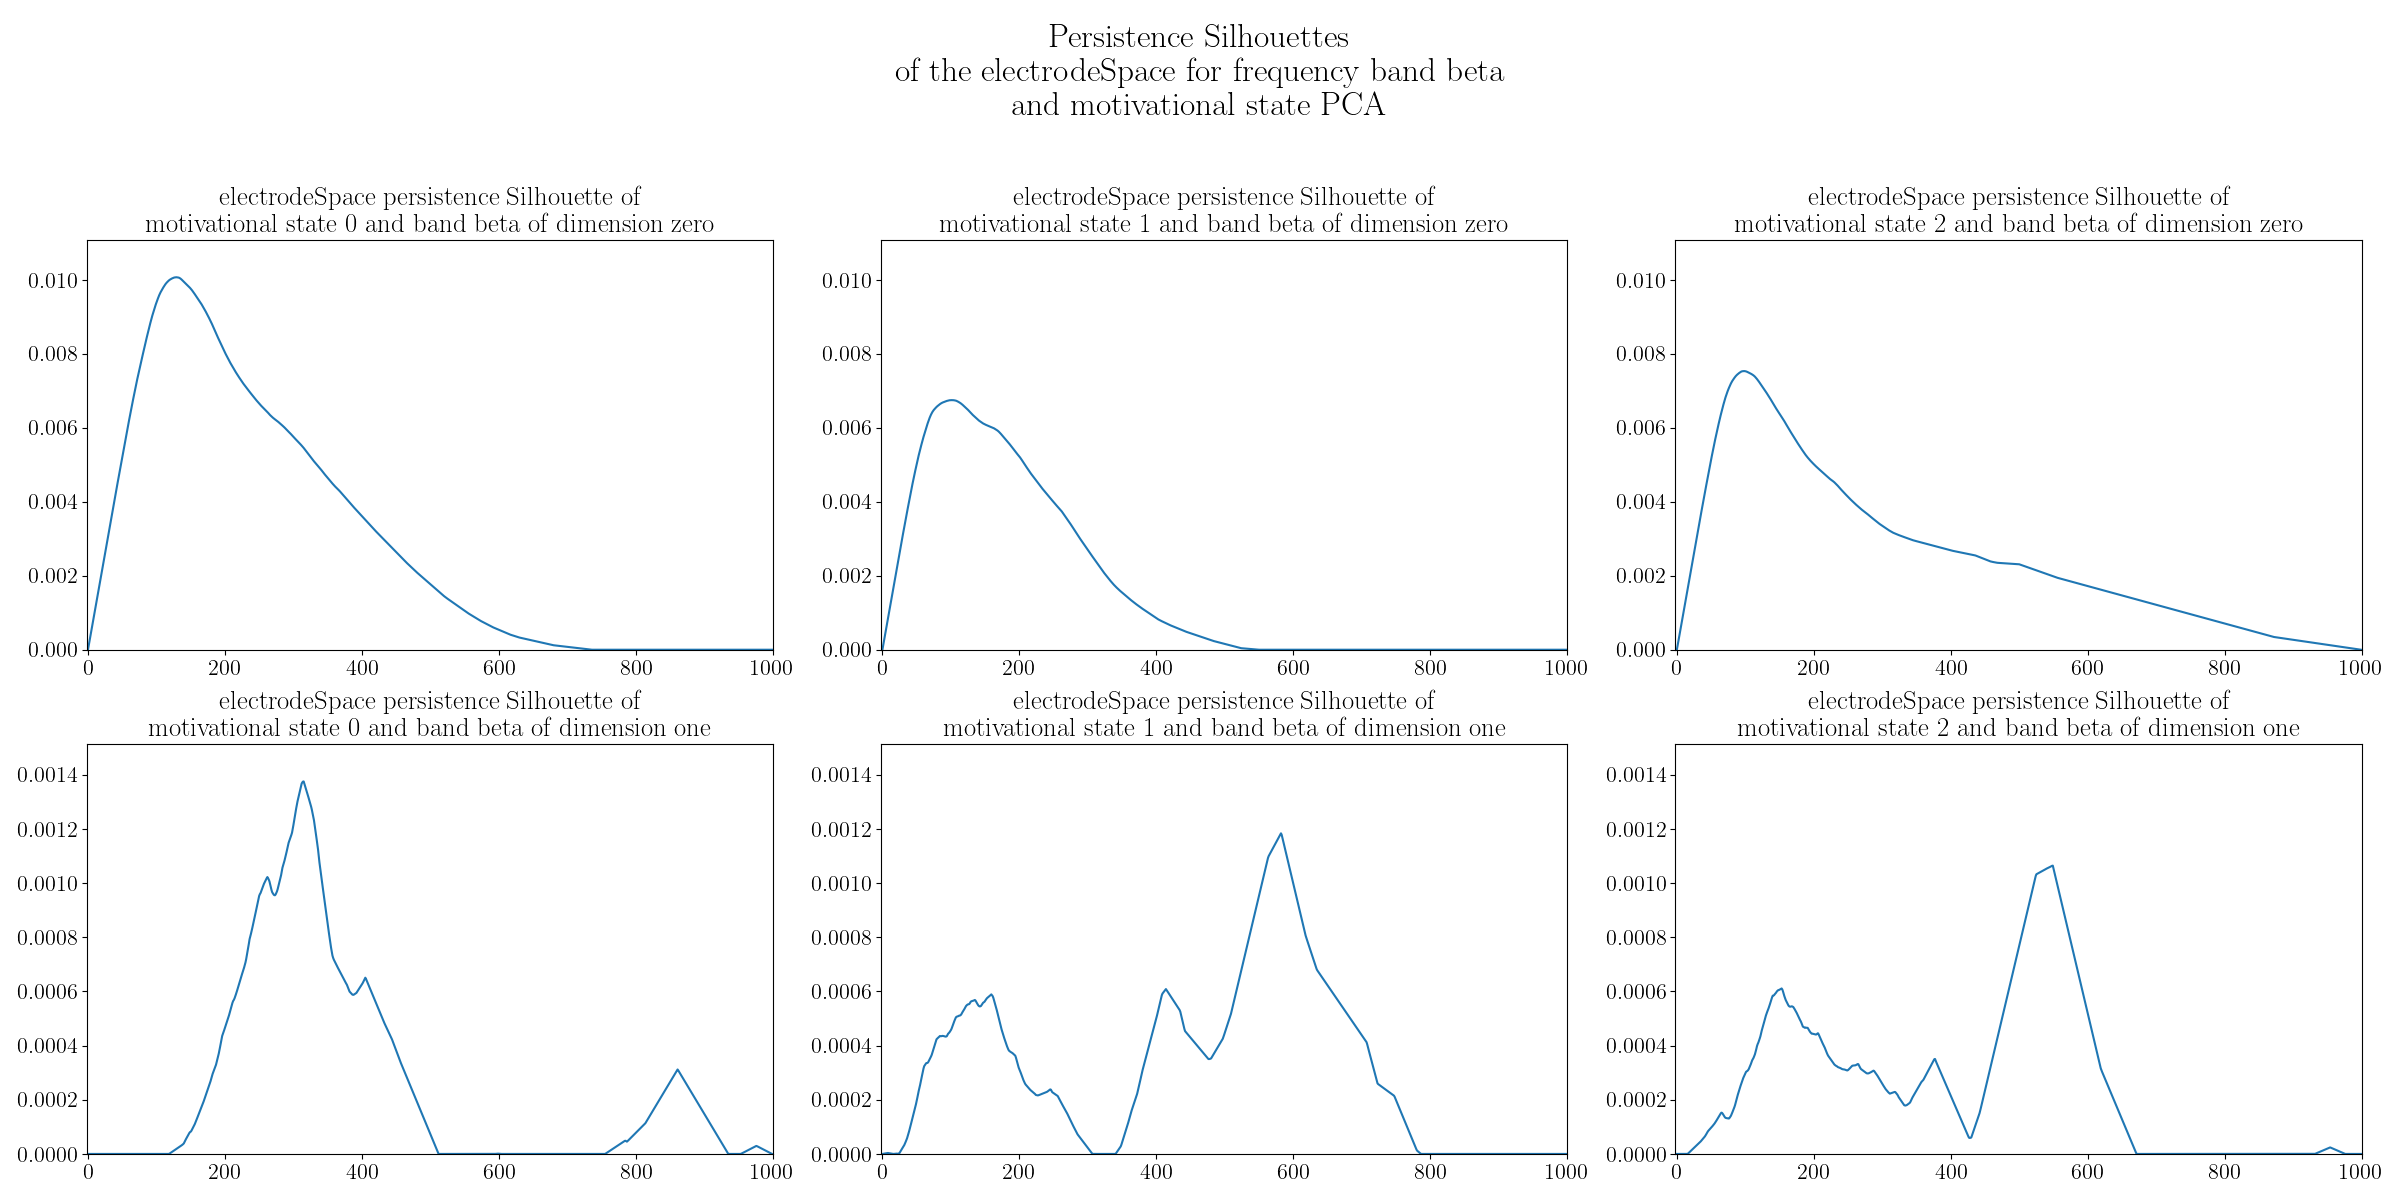 Persistence Silhouettes
of the electrodeSpace for frequency band beta
and motivational state PCA
electrodeSpace persistence Silhouette of
motivational state 0 and band beta of dimension zero
0.010
0.008
0.006
0.004
0.002
0.000
0 200 400 600 800 1000
electrodeSpace persistence Silhouette of
motivational state 1 and band beta of dimension zero
0.010
0.008
0.006
0.004
0.002
0.000
0 200 400 600 800 1000
electrodeSpace persistence Silhouette of
motivational state 2 and band beta of dimension zero
0.010
0.008
0.006
0.004
0.002
0.000
0 200 400 600 800 1000
electrodeSpace persistence Silhouette of
motivational state 0 and band beta of dimension one
0.0014
0.0012
0.0010
0.0008
0.0006
0.0004
0.0002
0.0000
0 200 400 600 800 1000
electrodeSpace persistence Silhouette of
motivational state 1 and band beta of dimension one
0.0014
0.0012
0.0010
0.0008
0.0006
0.0004
0.0002
0.0000
0 200 400 600 800 1000
electrodeSpace persistence Silhouette of
motivational state 2 and band beta of dimension one
0.0014
0.0012
0.0010
0.0008
0.0006
0.0004
0.0002
0.0000
0 200 400 600 800 1000